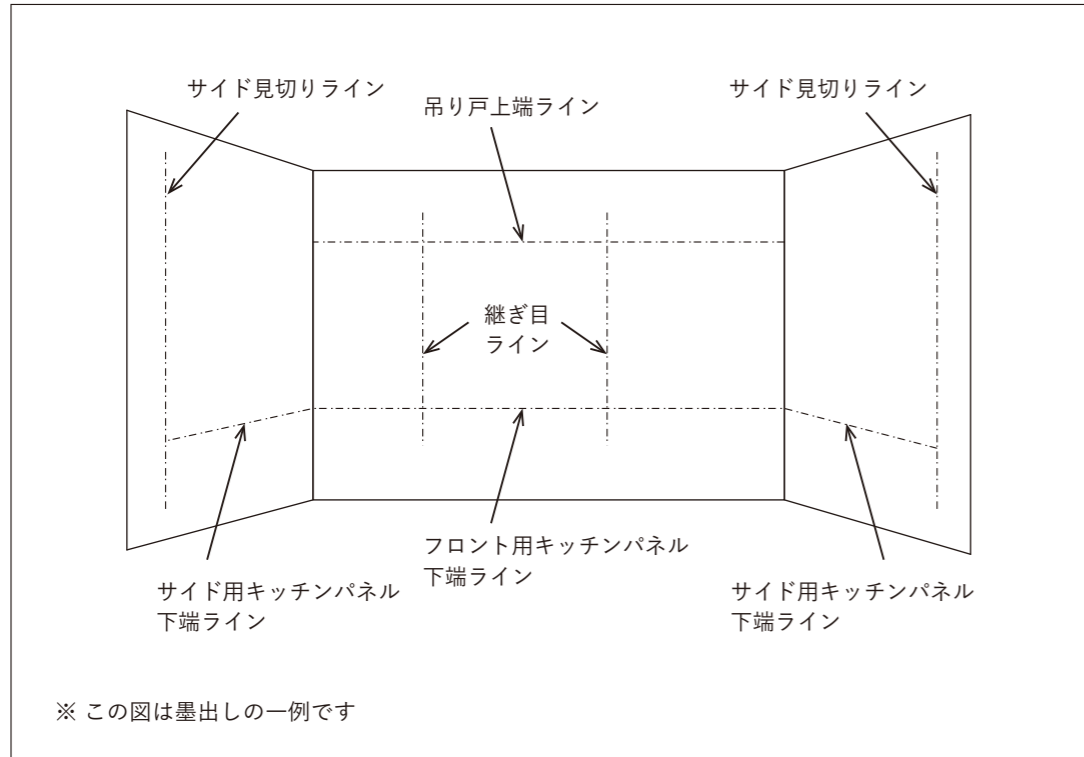 サイド見切りライン
吊り戸上端ライン
サイド見切りライン
継ぎ目
ライン
サイド用キッチンパネル
下端ライン
フロント用キッチンパネル
下端ライン
サイド用キッチンパネル
下端ライン
※ この図は墨出しの一例です